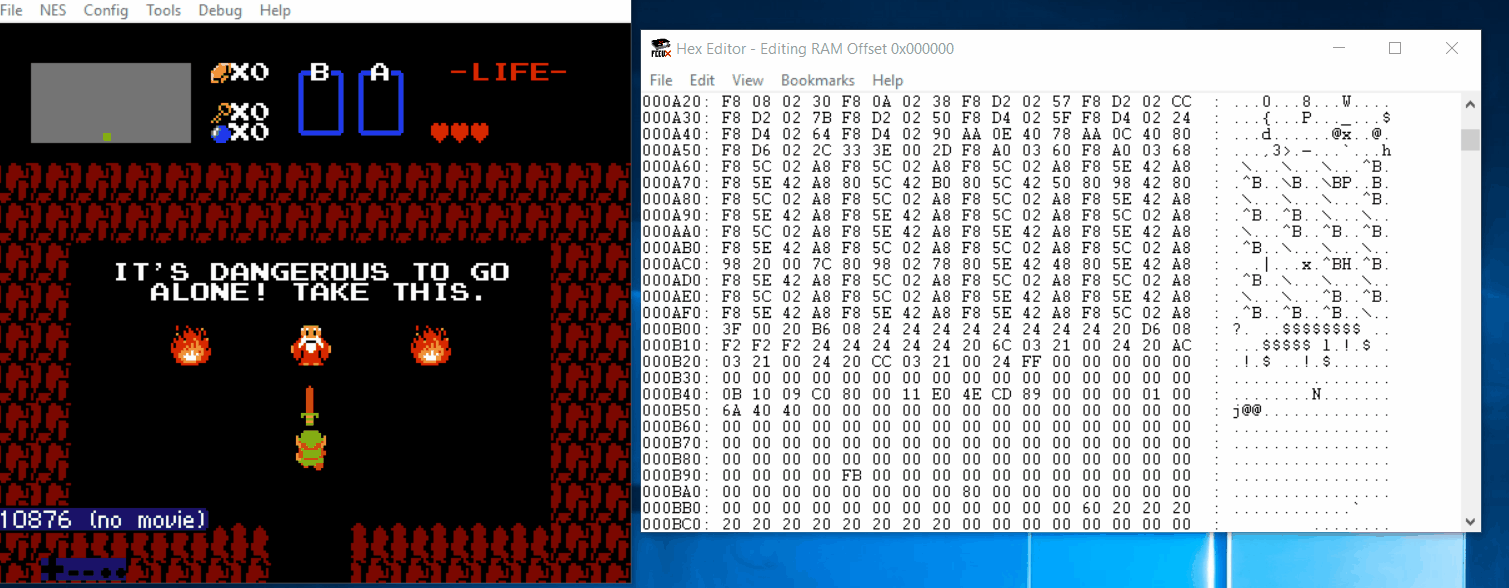 File NES Config Tools Debug Help
X0
B A
-LIFE-
X0
X0
IT'S DANGEROUS TO GO
ALONE! TAKE THIS.
10876 (no movie)
Hex Editor - Editing RAM Offset 0x000000
File Edit View Bookmarks Help
000A20: F8 08 02 30 F8 0A 02 38 F8 D2 02 57 F8 D2 02 CC : ...0...8...W....
000A30: F8 D2 02 7B F8 D2 02 50 F8 D4 02 5F F8 D4 02 24 : ...{...P..._...$
000A40: F8 D4 02 64 F8 D4 02 90 AA 0E 40 78 AA 0C 40 80 : ...d......@x..@.
000A50: F8 D6 02 2C 33 3E 00 2D F8 A0 03 60 F8 A0 03 68 : ...,3>.-...`...h
000A60: F8 5C 02 A8 F8 5C 02 A8 F8 5C 02 A8 F8 5E 42 A8 : .\...\...\...^B.
000A70: F8 5E 42 A8 80 5C 42 B0 80 5C 42 50 80 98 42 80 : .^B..\B..\BP..B.
000A80: F8 5C 02 A8 F8 5C 02 A8 F8 5C 02 A8 F8 5E 42 A8 : .\...\...\...^B.
000A90: F8 5E 42 A8 F8 5E 42 A8 F8 5C 02 A8 F8 5C 02 A8 : .^B..^B..\...\..
000AA0: F8 5C 02 A8 F8 5E 42 A8 F8 5E 42 A8 F8 5E 42 A8 : .\...^B..^B..^B.
000AB0: F8 5E 42 A8 F8 5C 02 A8 F8 5C 02 A8 F8 5C 02 A8 : .^B..\...\...\..
000AC0: 98 20 00 7C 80 98 02 78 80 5E 42 48 80 5E 42 A8 : . .|...x.^BH.^B.
000AD0: F8 5E 42 A8 F8 5C 02 A8 F8 5C 02 A8 F8 5C 02 A8 : .^B..\...\...\..
000AE0: F8 5C 02 A8 F8 5C 02 A8 F8 5E 42 A8 F8 5E 42 A8 : .\...\...^B..^B.
000AF0: F8 5E 42 A8 F8 5E 42 A8 F8 5E 42 A8 F8 5C 02 A8 : .^B..^B..^B..\..
000B00: 3F 00 20 B6 08 24 24 24 24 24 24 24 24 20 D6 08 : ?. ..$$$$$$$$ ..
000B10: F2 F2 F2 24 24 24 24 24 20 6C 03 21 00 24 20 AC : ...$$$$$ l.!.$ .
000B20: 03 21 00 24 20 CC 03 21 00 24 FF 00 00 00 00 00 : .!.$ ..!.$......
000B30: 00 00 00 00 00 00 00 00 00 00 00 00 00 00 00 00 : ................
000B40: 0B 10 09 C0 80 00 11 E0 4E CD 89 00 00 00 01 00 : ........N.......
000B50: 6A 40 40 00 00 00 00 00 00 00 00 00 00 00 00 00 : j@@.............
000B60: 00 00 00 00 00 00 00 00 00 00 00 00 00 00 00 00 : ................
000B70: 00 00 00 00 00 00 00 00 00 00 00 00 00 00 00 00 : ................
000B80: 00 00 00 00 00 00 00 00 00 00 00 00 00 00 00 00 : ................
000B90: 00 00 00 00 FB 00 00 00 00 00 00 00 00 00 00 00 : ................
000BA0: 00 00 00 00 00 00 00 00 80 00 00 00 00 00 00 00 : ................
000BB0: 00 00 00 00 00 00 00 00 00 00 00 00 60 20 20 20 : ............`
000BC0: 20 20 20 20 20 20 20 20 00 00 00 00 00 00 00 00 :         ........